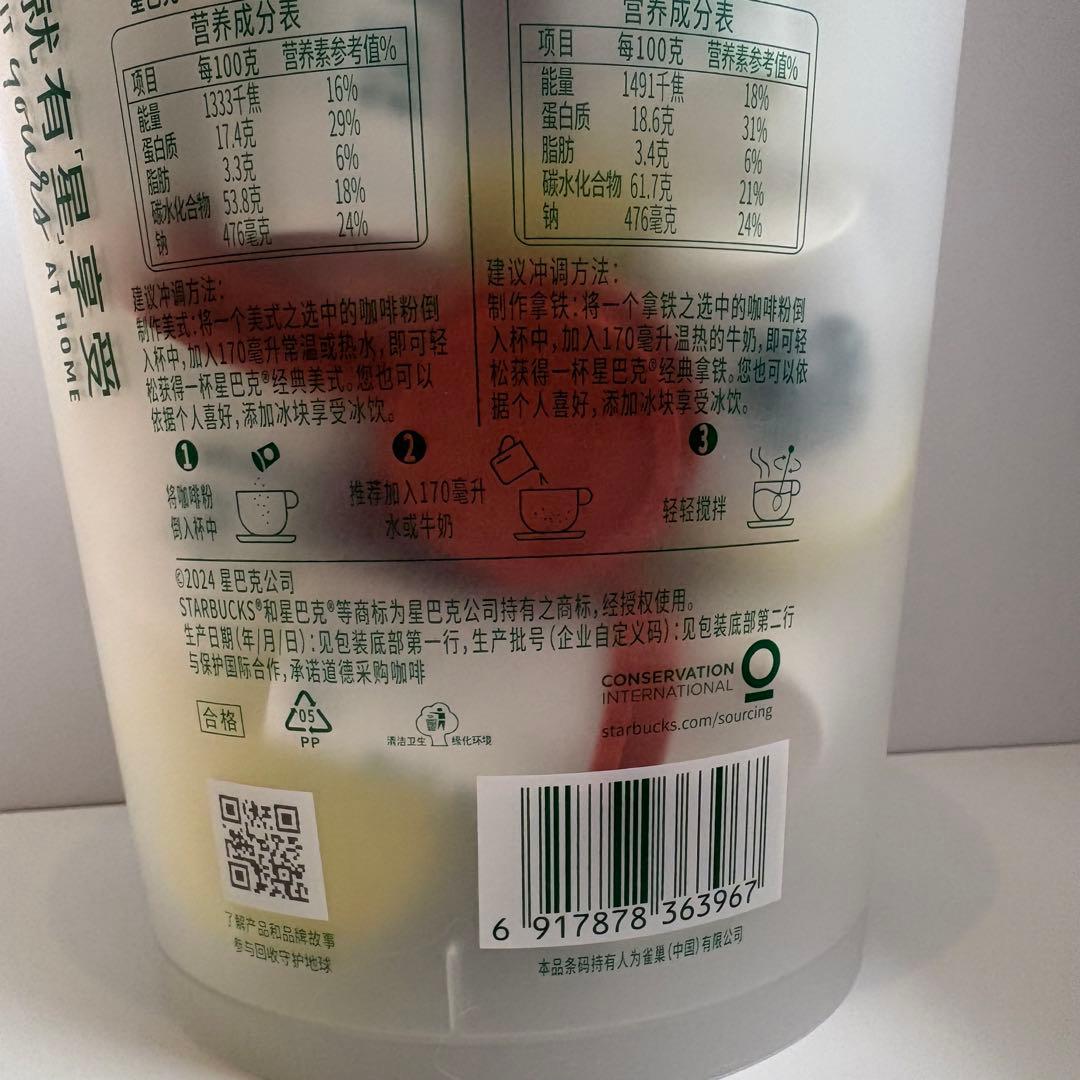 就有「星」享受
yours AT HOME
星巴克
营养成分表
项目 每100克 营养素参考值%
能量 1333千焦 16%
蛋白质 17.4克 29%
脂肪 3.3克 6%
碳水化合物 53.8克 18%
钠 476毫克 24%
建议冲调方法:
制作美式:将一个美式之选中的咖啡粉倒
入杯中,加入170毫升常温或热水,即可轻
松获得一杯星巴克®经典美式。您也可以
依据个人喜好,添加冰块享受冰饮。
营养成分表
项目 每100克 营养素参考值%
能量 1491千焦 18%
蛋白质 18.6克 31%
脂肪 3.4克 6%
碳水化合物 61.7克 21%
钠 476毫克 24%
建议冲调方法:
制作拿铁:将一个拿铁之选中的咖啡粉倒
入杯中,加入170毫升温热的牛奶,即可轻
松获得一杯星巴克®经典拿铁。您也可以依
据个人喜好,添加冰块享受冰饮。
1
将咖啡粉
倒入杯中
2
推荐加入170毫升
水或牛奶
3
轻轻搅拌
©2024 星巴克公司
STARBUCKS®和星巴克®等商标为星巴克公司持有之商标,经授权使用。
生产日期(年/月/日):见包装底部第一行,生产批号(企业自定义码):见包装底部第二行
与保护国际合作,承诺道德采购咖啡
CONSERVATION
INTERNATIONAL
starbucks.com/sourcing
合格
05
PP
清洁卫生 绿化环境
了解产品和品牌故事
参与回收守护地球
6 917878 363967
本品条码持有人为雀巢(中国)有限公司